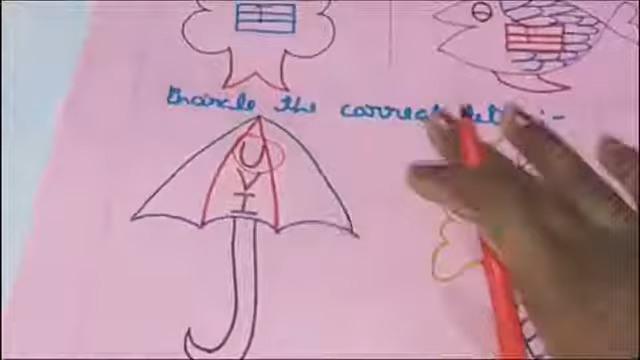 Encircle the correct :-
U
V
I